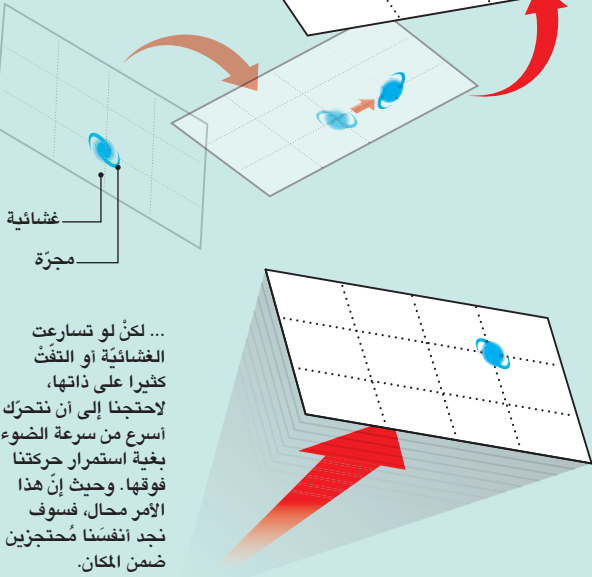 غشائية
مجرّة
... لكنْ لو تسارعت
الغشائيّة أو التفّتْ
كثيرا على ذاتها،
لاحتجنا إلى أن نتحرّك
أسرع من سرعة الضوء
بغية استمرار حركتنا
فوقها. وحيث إنّ هذا
الأمر محال، فسوف
نجد أنفسَنا مُحتجزين
ضمن المكان.